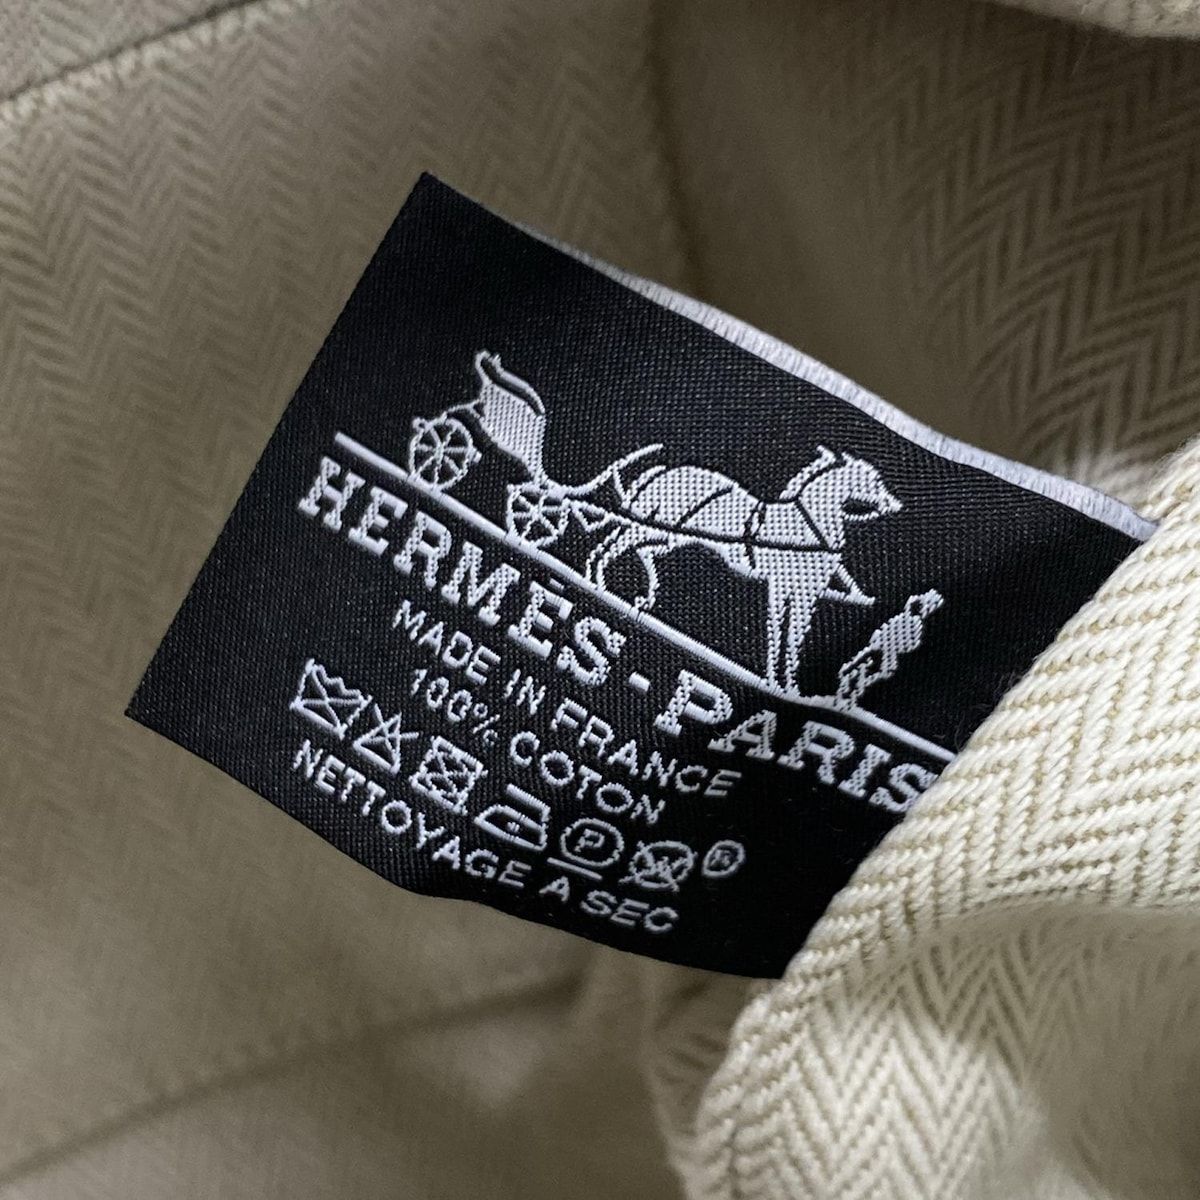 HERMÈS-PARIS
MADE IN FRANCE
100% COTON
P W ®
NETTOYAGE A SEC